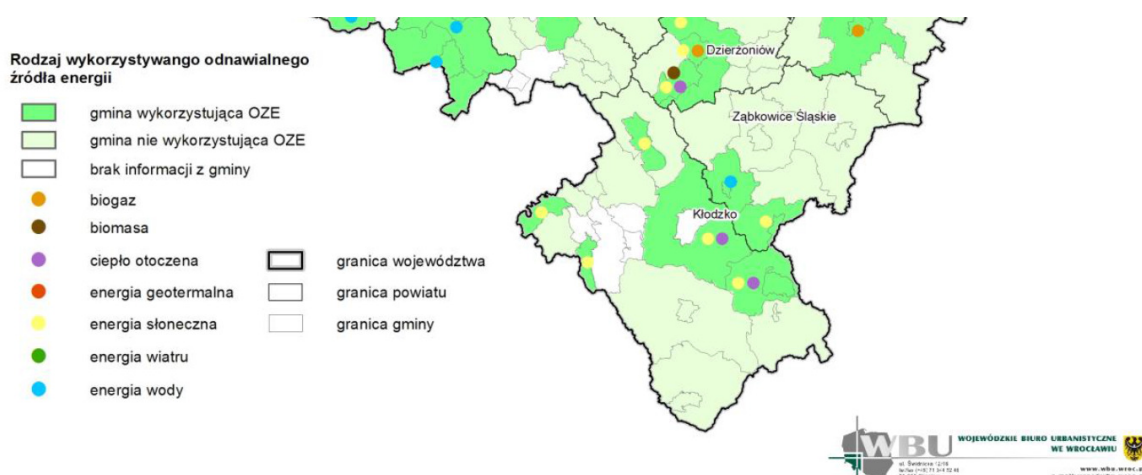 Dzierżoniów
Rodzaj wykorzystywango odnawialnego
źródła energii
gmina wykorzystująca OZE
Ząbkowice Śląskie
gmina nie wykorzystująca OZE
brak informacji z gminy
biogaz
Kłodzko
biomasa
ciepło otoczena
granica województwa
energia geotermalna
granica powiatu
energia słoneczna
granica gminy
energia wiatru
energia wody
WBU
WOJEWÓDZKIE BIURO URBANISTYCZNE
WE WROCŁAWIU